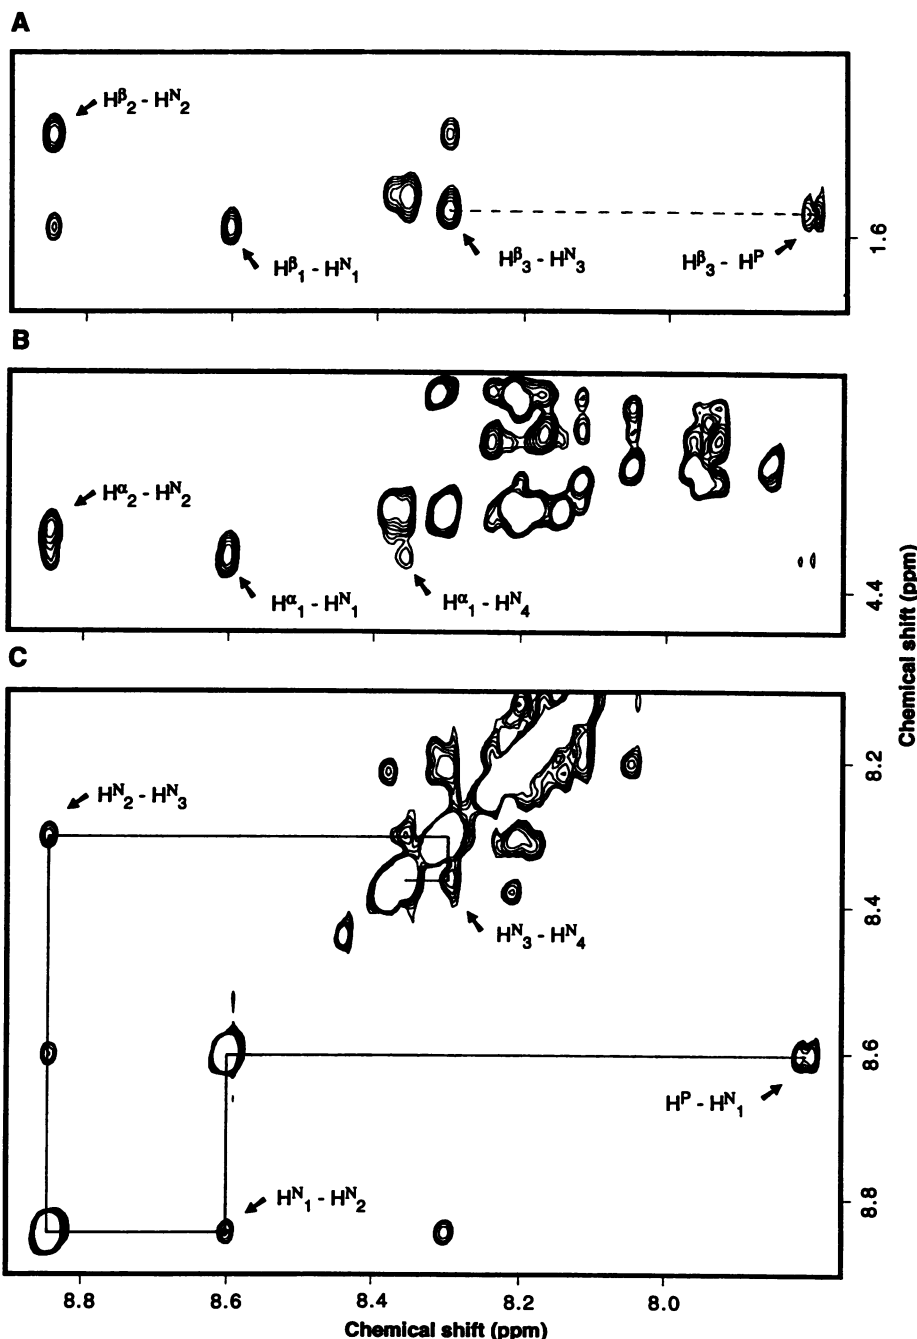 A
Hβ2 - HN2
Hβ1 - HN1
Hβ3 - HN3
Hβ3 - HP
1.6
B
Hα2 - HN2
Hα1 - HN1
Hα1 - HN4
4.4
Chemical shift (ppm)
C
HN2 - HN3
HN3 - HN4
HP - HN1
HN1 - HN2
8.2
8.4
8.6
8.8
8.8 8.6 8.4 8.2 8.0
Chemical shift (ppm)